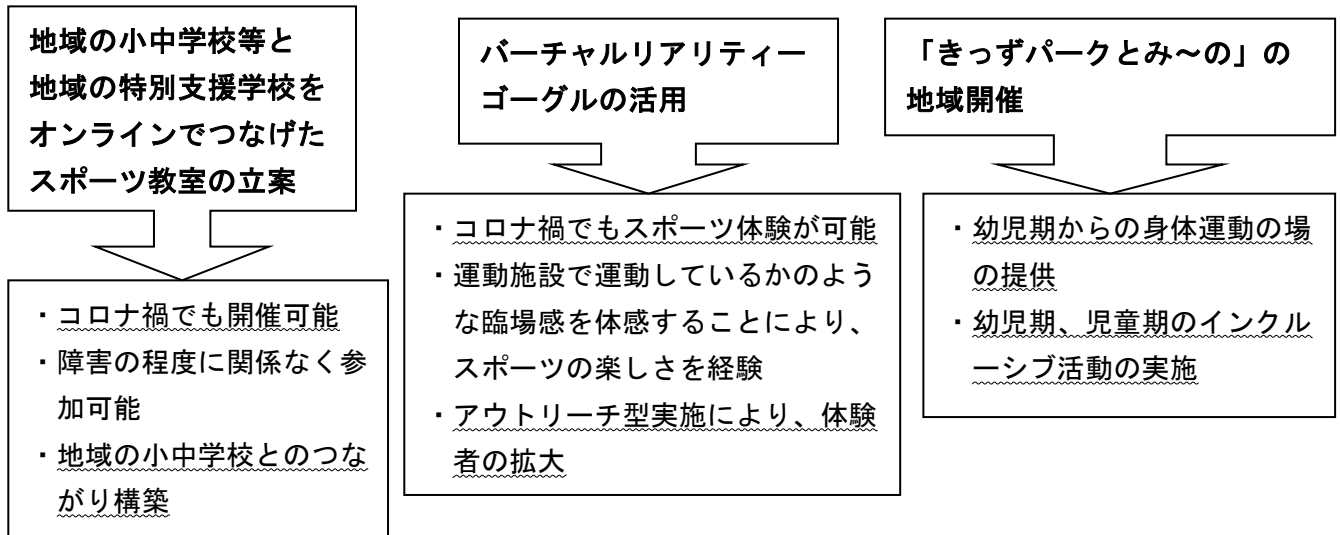 地域の小中学校等と
地域の特別支援学校を
オンラインでつなげた
スポーツ教室の立案
・コロナ禍でも開催可能
・障害の程度に関係なく参
加可能
・地域の小中学校とのつな
がり構築
バーチャルリアリティー
ゴーグルの活用
・コロナ禍でもスポーツ体験が可能
・運動施設で運動しているかのよう
な臨場感を体感することにより、
スポーツの楽しさを経験
・アウトリーチ型実施により、体験
者の拡大
「きっずパークとみ～の」の
地域開催
・幼児期からの身体運動の場
の提供
・幼児期、児童期のインクル
ーシブ活動の実施